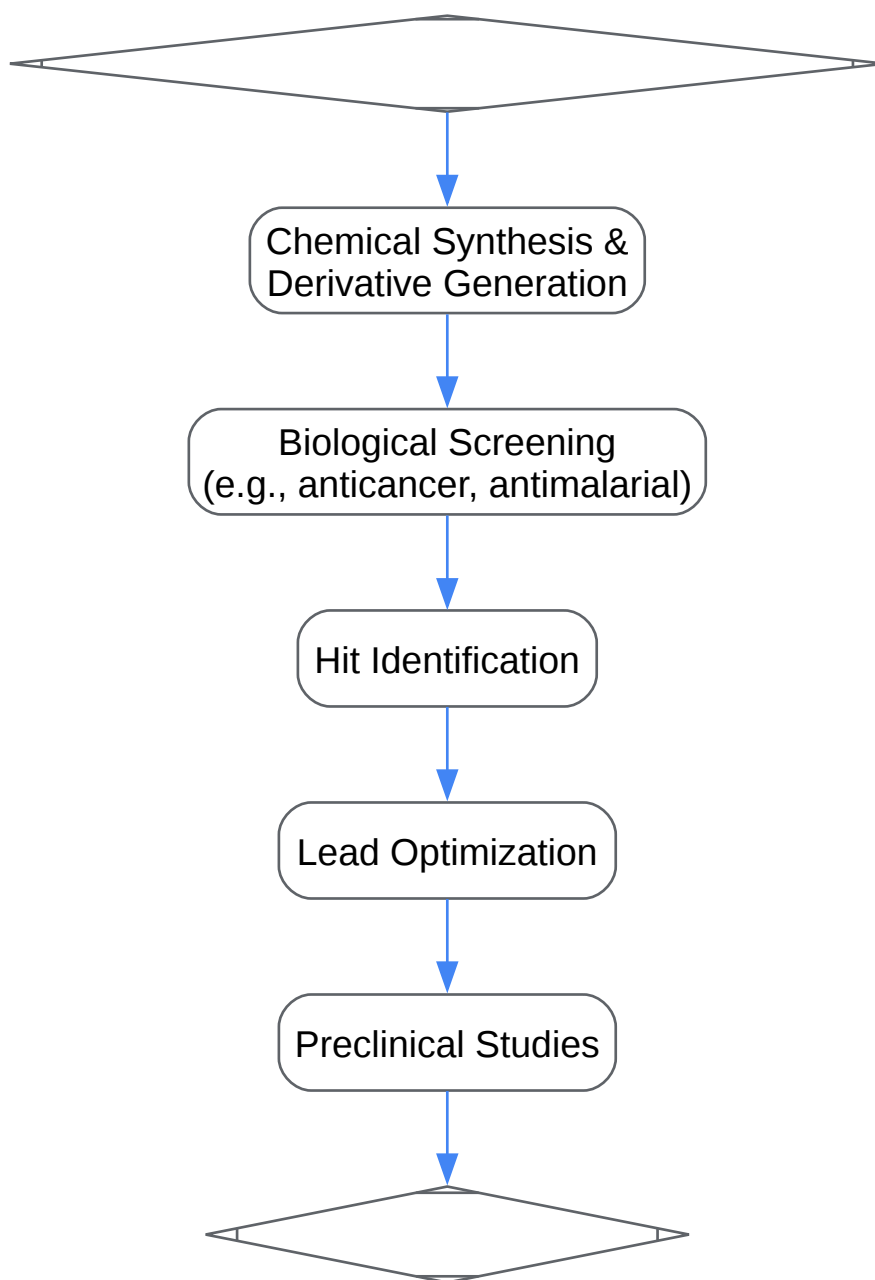 Chemical Synthesis &
Derivative Generation
Biological Screening
(e.g., anticancer, antimalarial)
Hit Identification
Lead Optimization
Preclinical Studies